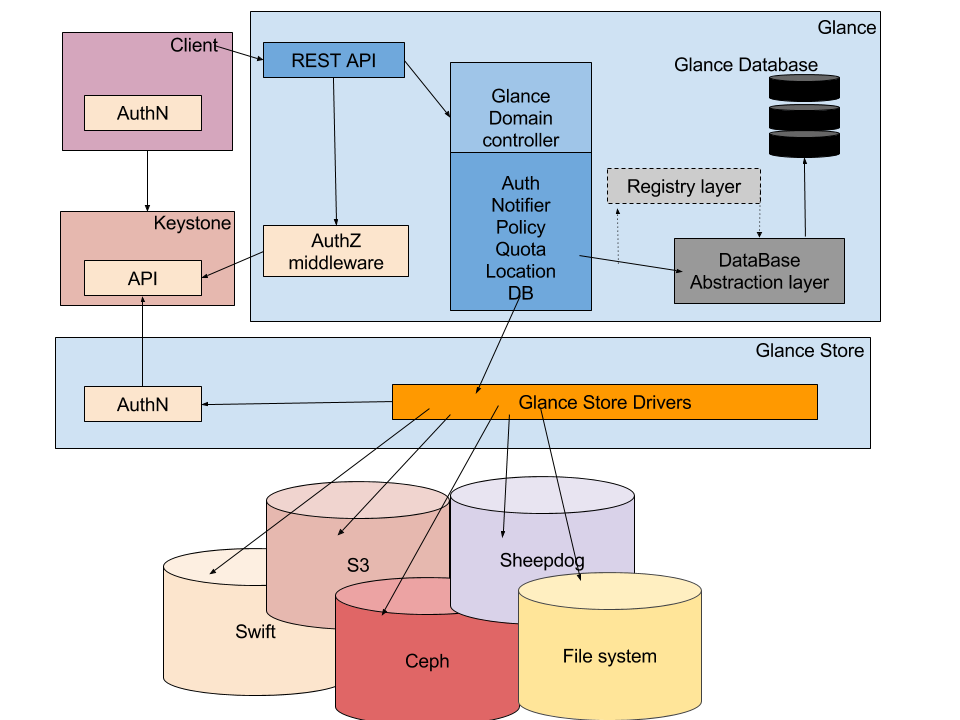 Glance
Client
REST API
Glance Database
AuthN
Glance
Domain
controller
Registry layer
Auth
Notifier
Policy
Quota
Location
DB
Keystone
AuthZ
middleware
API
DataBase
Abstraction layer
Glance Store
AuthN
Glance Store Drivers
S3
Sheepdog
Swift
Ceph
File system